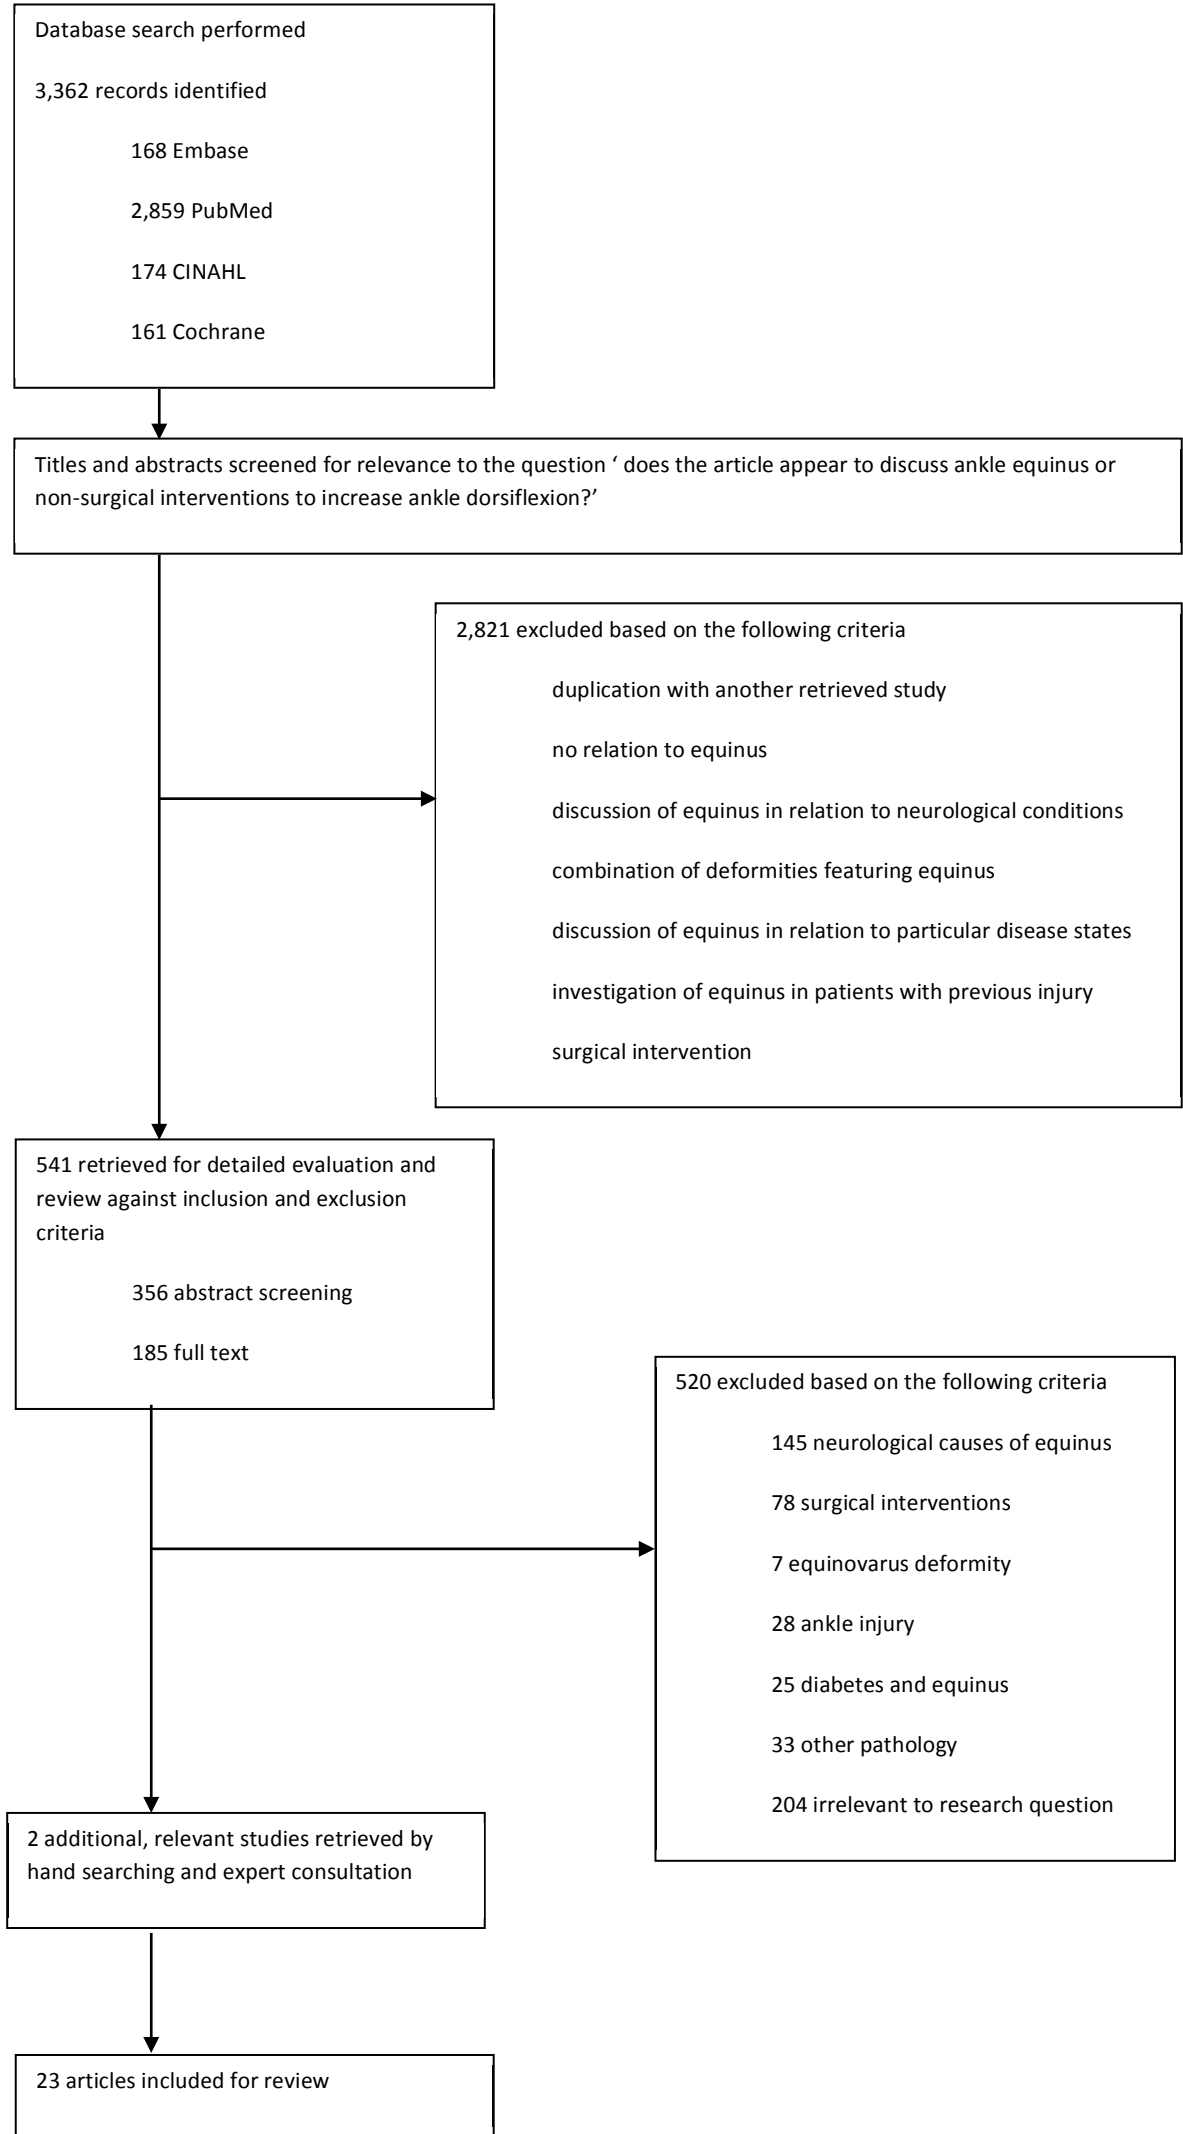 Database search performed
3,362 records identified
168 Embase
2,859 PubMed
174 CINAHL
161 Cochrane
Titles and abstracts screened for relevance to the question ‘ does the article appear to discuss ankle equinus or
non-surgical interventions to increase ankle dorsiflexion?’
2,821 excluded based on the following criteria
duplication with another retrieved study
no relation to equinus
discussion of equinus in relation to neurological conditions
combination of deformities featuring equinus
discussion of equinus in relation to particular disease states
investigation of equinus in patients with previous injury
surgical intervention
541 retrieved for detailed evaluation and
review against inclusion and exclusion
criteria
356 abstract screening
185 full text
520 excluded based on the following criteria
145 neurological causes of equinus
78 surgical interventions
7 equinovarus deformity
28 ankle injury
25 diabetes and equinus
33 other pathology
204 irrelevant to research question
2 additional, relevant studies retrieved by
hand searching and expert consultation
23 articles included for review